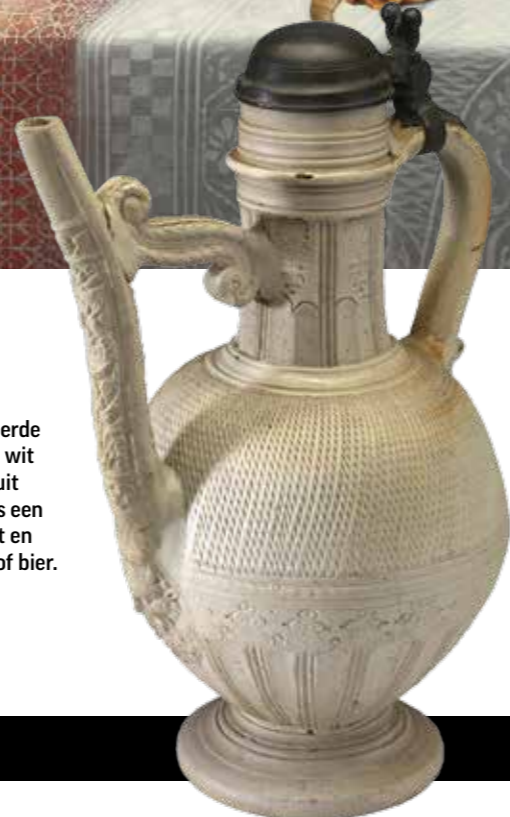 erde
wit
uit
s een
t en
of bier.